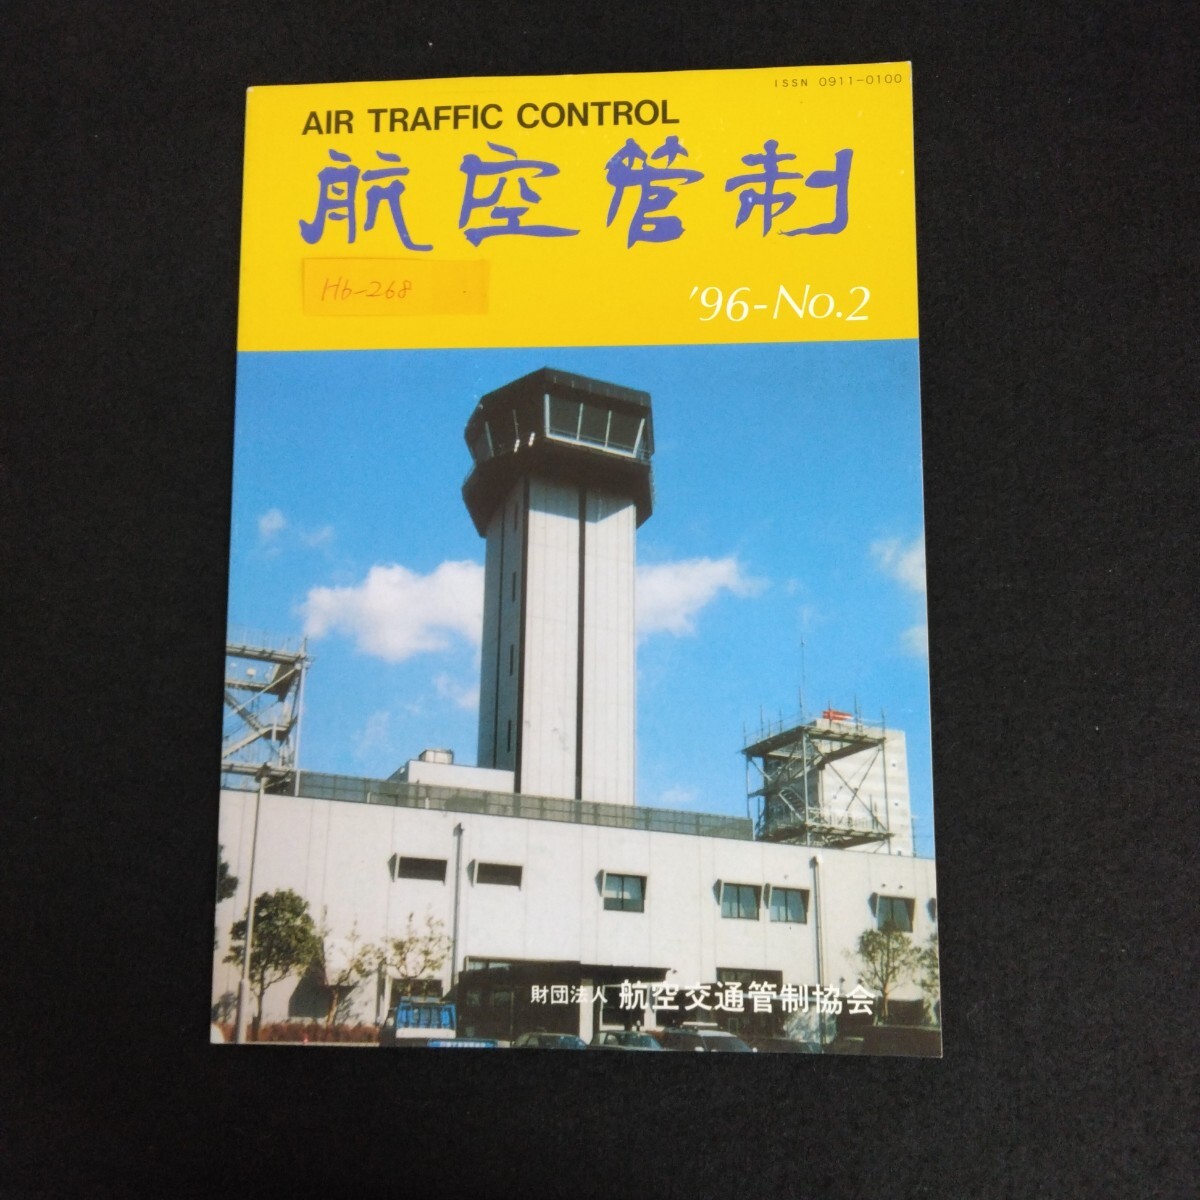 ISSN 0911-0100
AIR TRAFFIC CONTROL
航空管制
Hb-268
'96-No.2
財団法人 航空交通管制協会